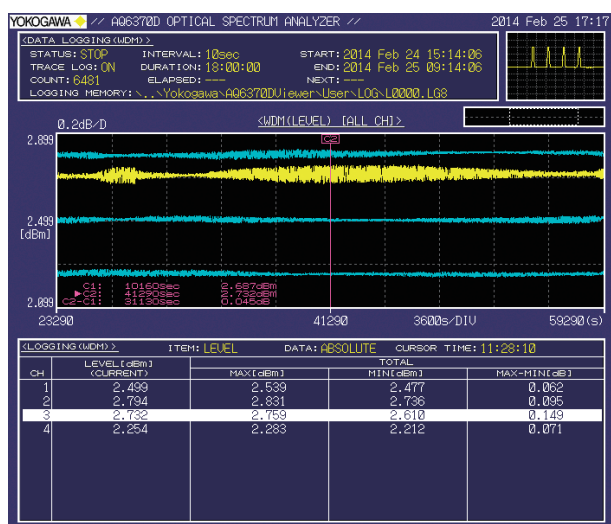 YOKOGAWA // AQ6370D OPTICAL SPECTRUM ANALYZER // 2014 Feb 25 17:17
<DATA LOGGING(WDM)>
STATUS: STOP INTERVAL: 10sec START: 2014 Feb 24 15:14:06
TRACE LOG: ON DURATION: 18:00:00 END: 2014 Feb 25 09:14:06
COUNT: 6481 ELAPSED: --- NEXT: ---
LOGGING MEMORY: \...\Yokogawa\AQ6370DViewer\User\LOG\L0000.LG8
0.2dB/D <WDM(LEVEL) [ALL CH]>
2.899 C2
2.499
[dBm]
C1: 10160sec 2.687dBm
▶C2: 41290sec 2.732dBm
2.099 C2-C1: 31130sec 0.045dB
23290 41290 3600s/DIV 59290(s)
<LOGGING(WDM)> ITEM: LEVEL DATA: ABSOLUTE CURSOR TIME: 11:28:10
LEVEL[dBm] TOTAL
CH (CURRENT) MAX[dBm] MIN[dBm] MAX-MIN[dB]
1 2.499 2.539 2.477 0.062
2 2.794 2.831 2.736 0.095
3 2.732 2.759 2.610 0.149
4 2.254 2.283 2.212 0.071